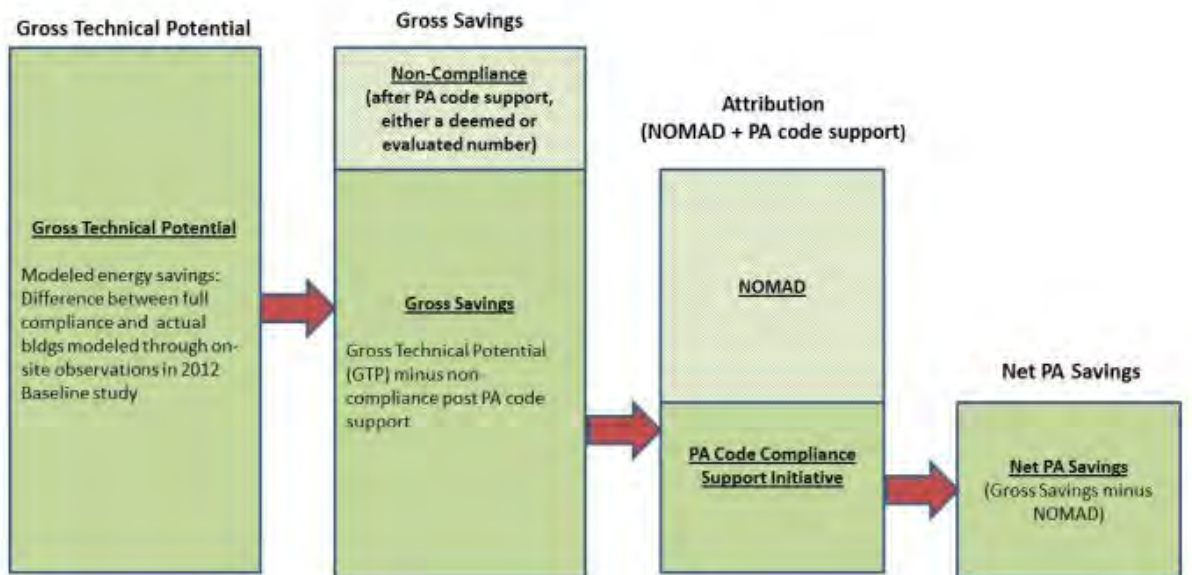 Gross Technical Potential
Gross Technical Potential
Modeled energy savings:
Difference between full
compliance and actual
bldgs modeled through on-
site observations in 2012
Baseline study
Gross Savings
Non-Compliance
(after PA code support,
either a deemed or
evaluated number)
Gross Savings
Gross Technical Potential
(GTP) minus non-
compliance post PA code
support
Attribution
(NOMAD + PA code support)
NOMAD
PA Code Compliance
Support Initiative
Net PA Savings
Net PA Savings
(Gross Savings minus
NOMAD)